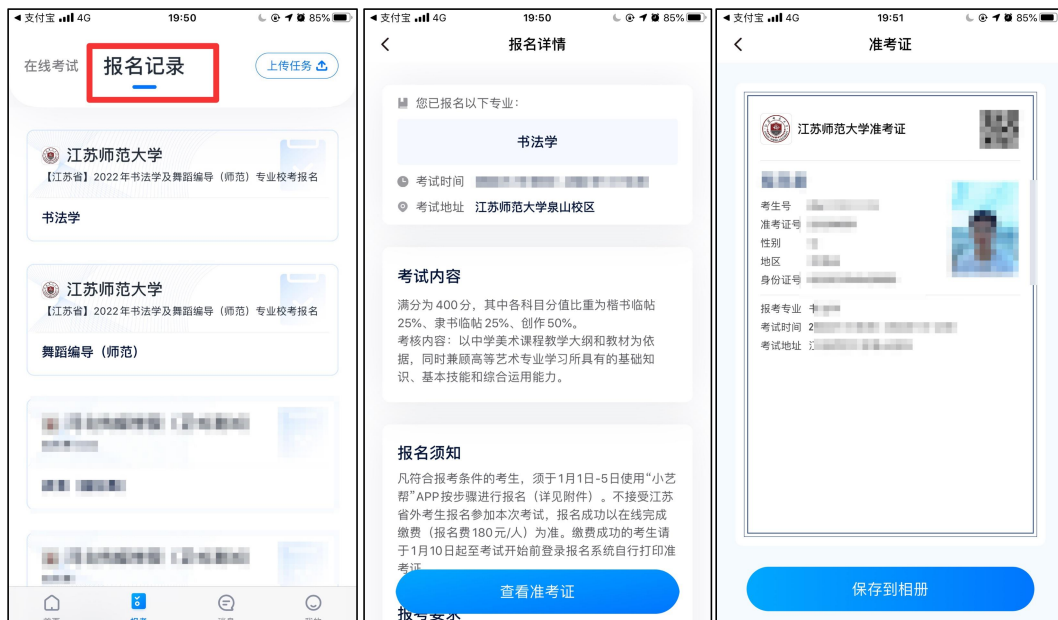 支付宝 4G 19:50 85%
在线考试 报名记录 上传任务
江苏师范大学
【江苏省】2022年书法学及舞蹈编导（师范）专业校考报名
书法学
江苏师范大学
【江苏省】2022年书法学及舞蹈编导（师范）专业校考报名
舞蹈编导（师范）
支付宝 4G 19:50 85%
报名详情
您已报名以下专业：
书法学
考试时间
考试地址 江苏师范大学泉山校区
考试内容
满分为400分，其中各科目分值比重为楷书临帖
25%、隶书临帖25%、创作50%。
考核内容：以中学美术课程教学大纲和教材为依
据，同时兼顾高等艺术专业学习所具有的基础知
识、基本技能和综合运用能力。
报名须知
凡符合报考条件的考生，须于1月1日-5日使用“小艺
帮”APP按步骤进行报名（详见附件）。不接受江苏
省外考生报名参加本次考试，报名成功以在线完成
缴费（报名费180元/人）为准。缴费成功的考生请
于1月10日起至考试开始前登录报名系统自行打印准
考证
查看准考证
报考要求
支付宝 4G 19:51 85%
准考证
江苏师范大学准考证
考生号
准考证号
性别
地区
身份证号
报考专业
考试时间 2
考试地址
保存到相册